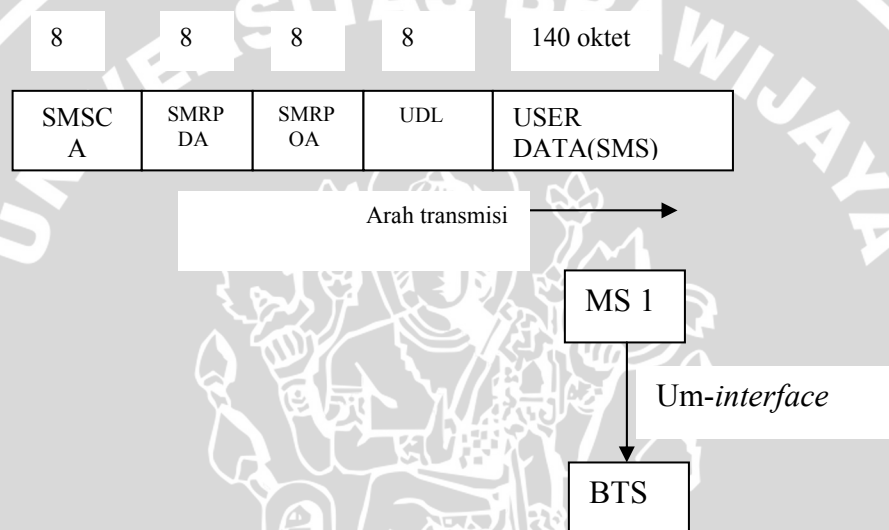 8 8 8 8 140 oktet
SMSC SMRP SMRP UDL USER
A DA OA DATA(SMS)
Arah transmisi
MS 1
Um-interface
BTS